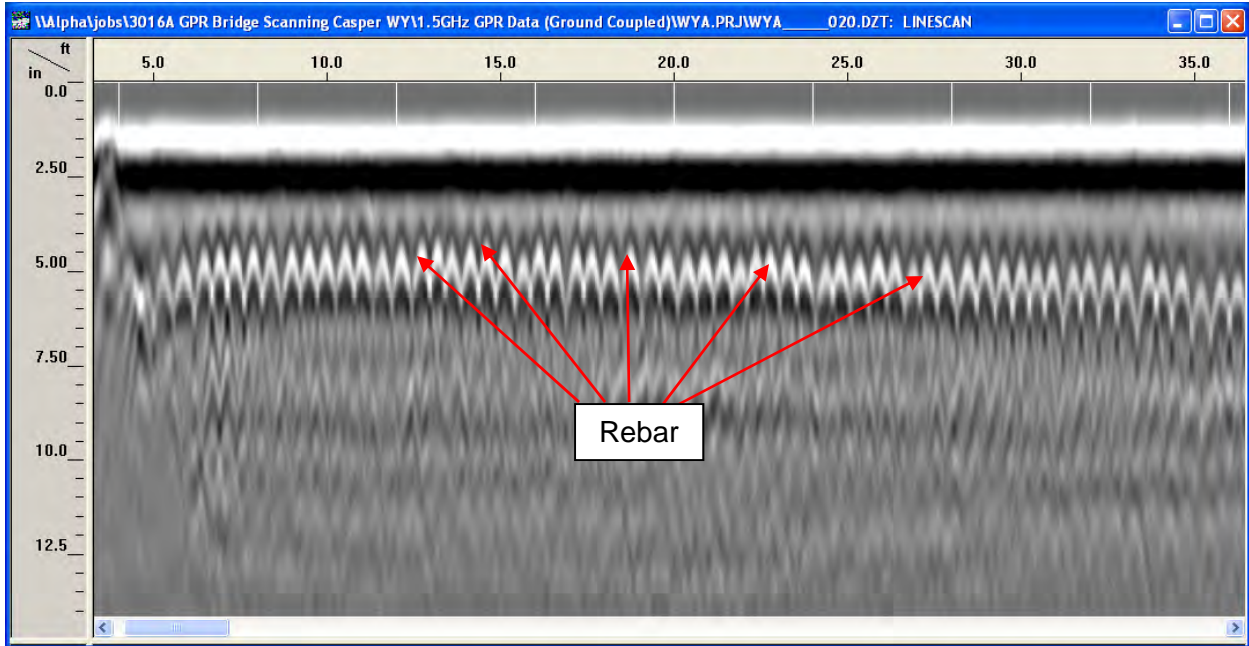 \\Alpha\jobs\3016A GPR Bridge Scanning Casper WY\1.5GHz GPR Data (Ground Coupled)\WYA.PRJ\WYA_____020.DZT: LINESCAN
ft
in
5.0 10.0 15.0 20.0 25.0 30.0 35.0
0.0
2.50
5.00
7.50
Rebar
10.0
12.5